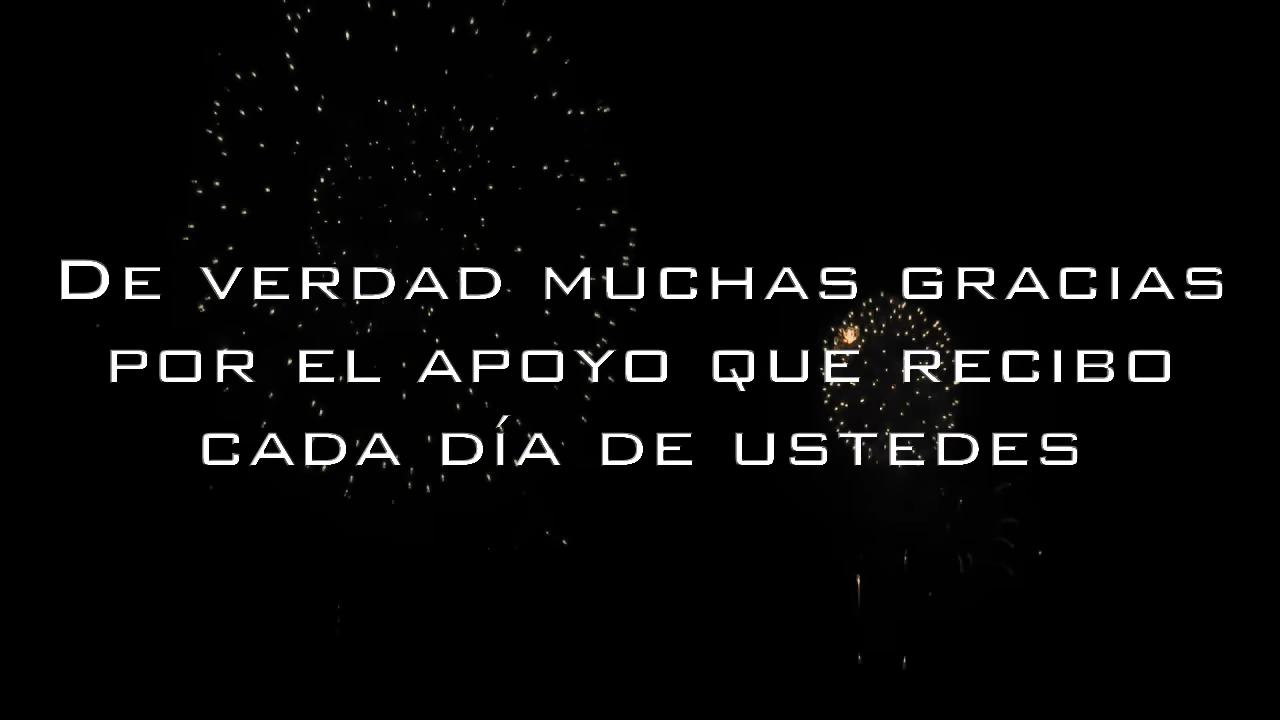 De verdad muchas gracias
por el apoyo que recibo
cada día de ustedes